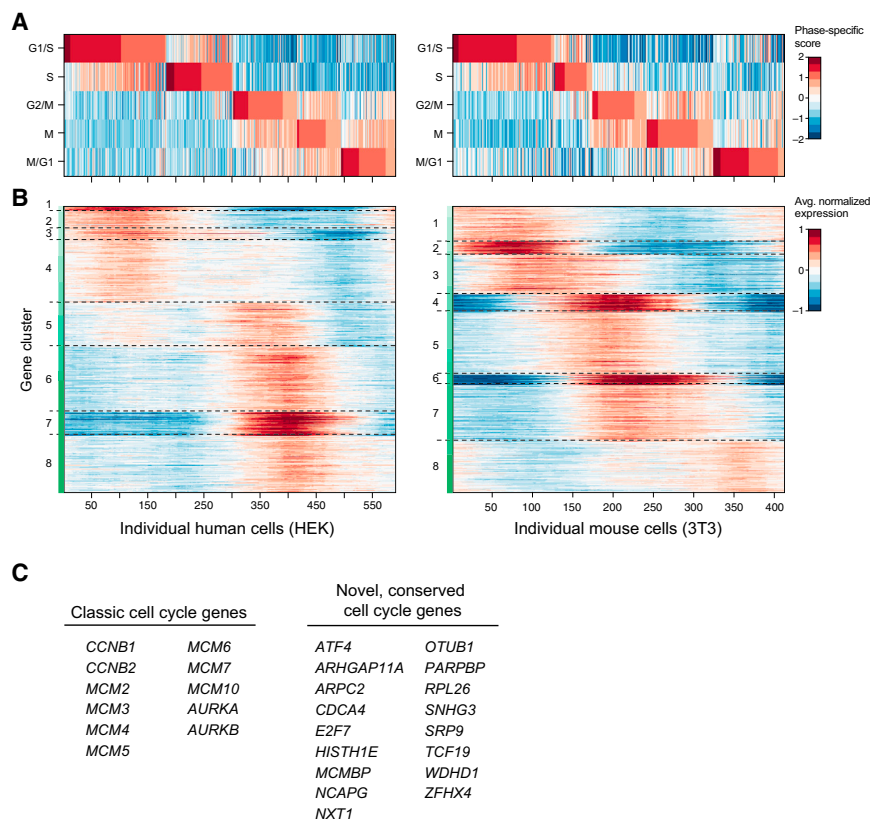 A
G1/S
S
G2/M
M
M/G1
G1/S
S
G2/M
M
M/G1
Phase-specific
score
2
1
0
−1
−2
B
Gene cluster
1
2
3
4
5
6
7
8
50
150
250
350
450
550
Individual human cells (HEK)
1
2
3
4
5
6
7
8
50
100
150
200
250
300
350
400
Individual mouse cells (3T3)
Avg. normalized
expression
1
0
−1
C
Classic cell cycle genes
CCNB1 MCM6
CCNB2 MCM7
MCM2 MCM10
MCM3 AURKA
MCM4 AURKB
MCM5
Novel, conserved
cell cycle genes
ATF4 OTUB1
ARHGAP11A PARPBP
ARPC2 RPL26
CDCA4 SNHG3
E2F7 SRP9
HISTH1E TCF19
MCMBP WDHD1
NCAPG ZFHX4
NXT1